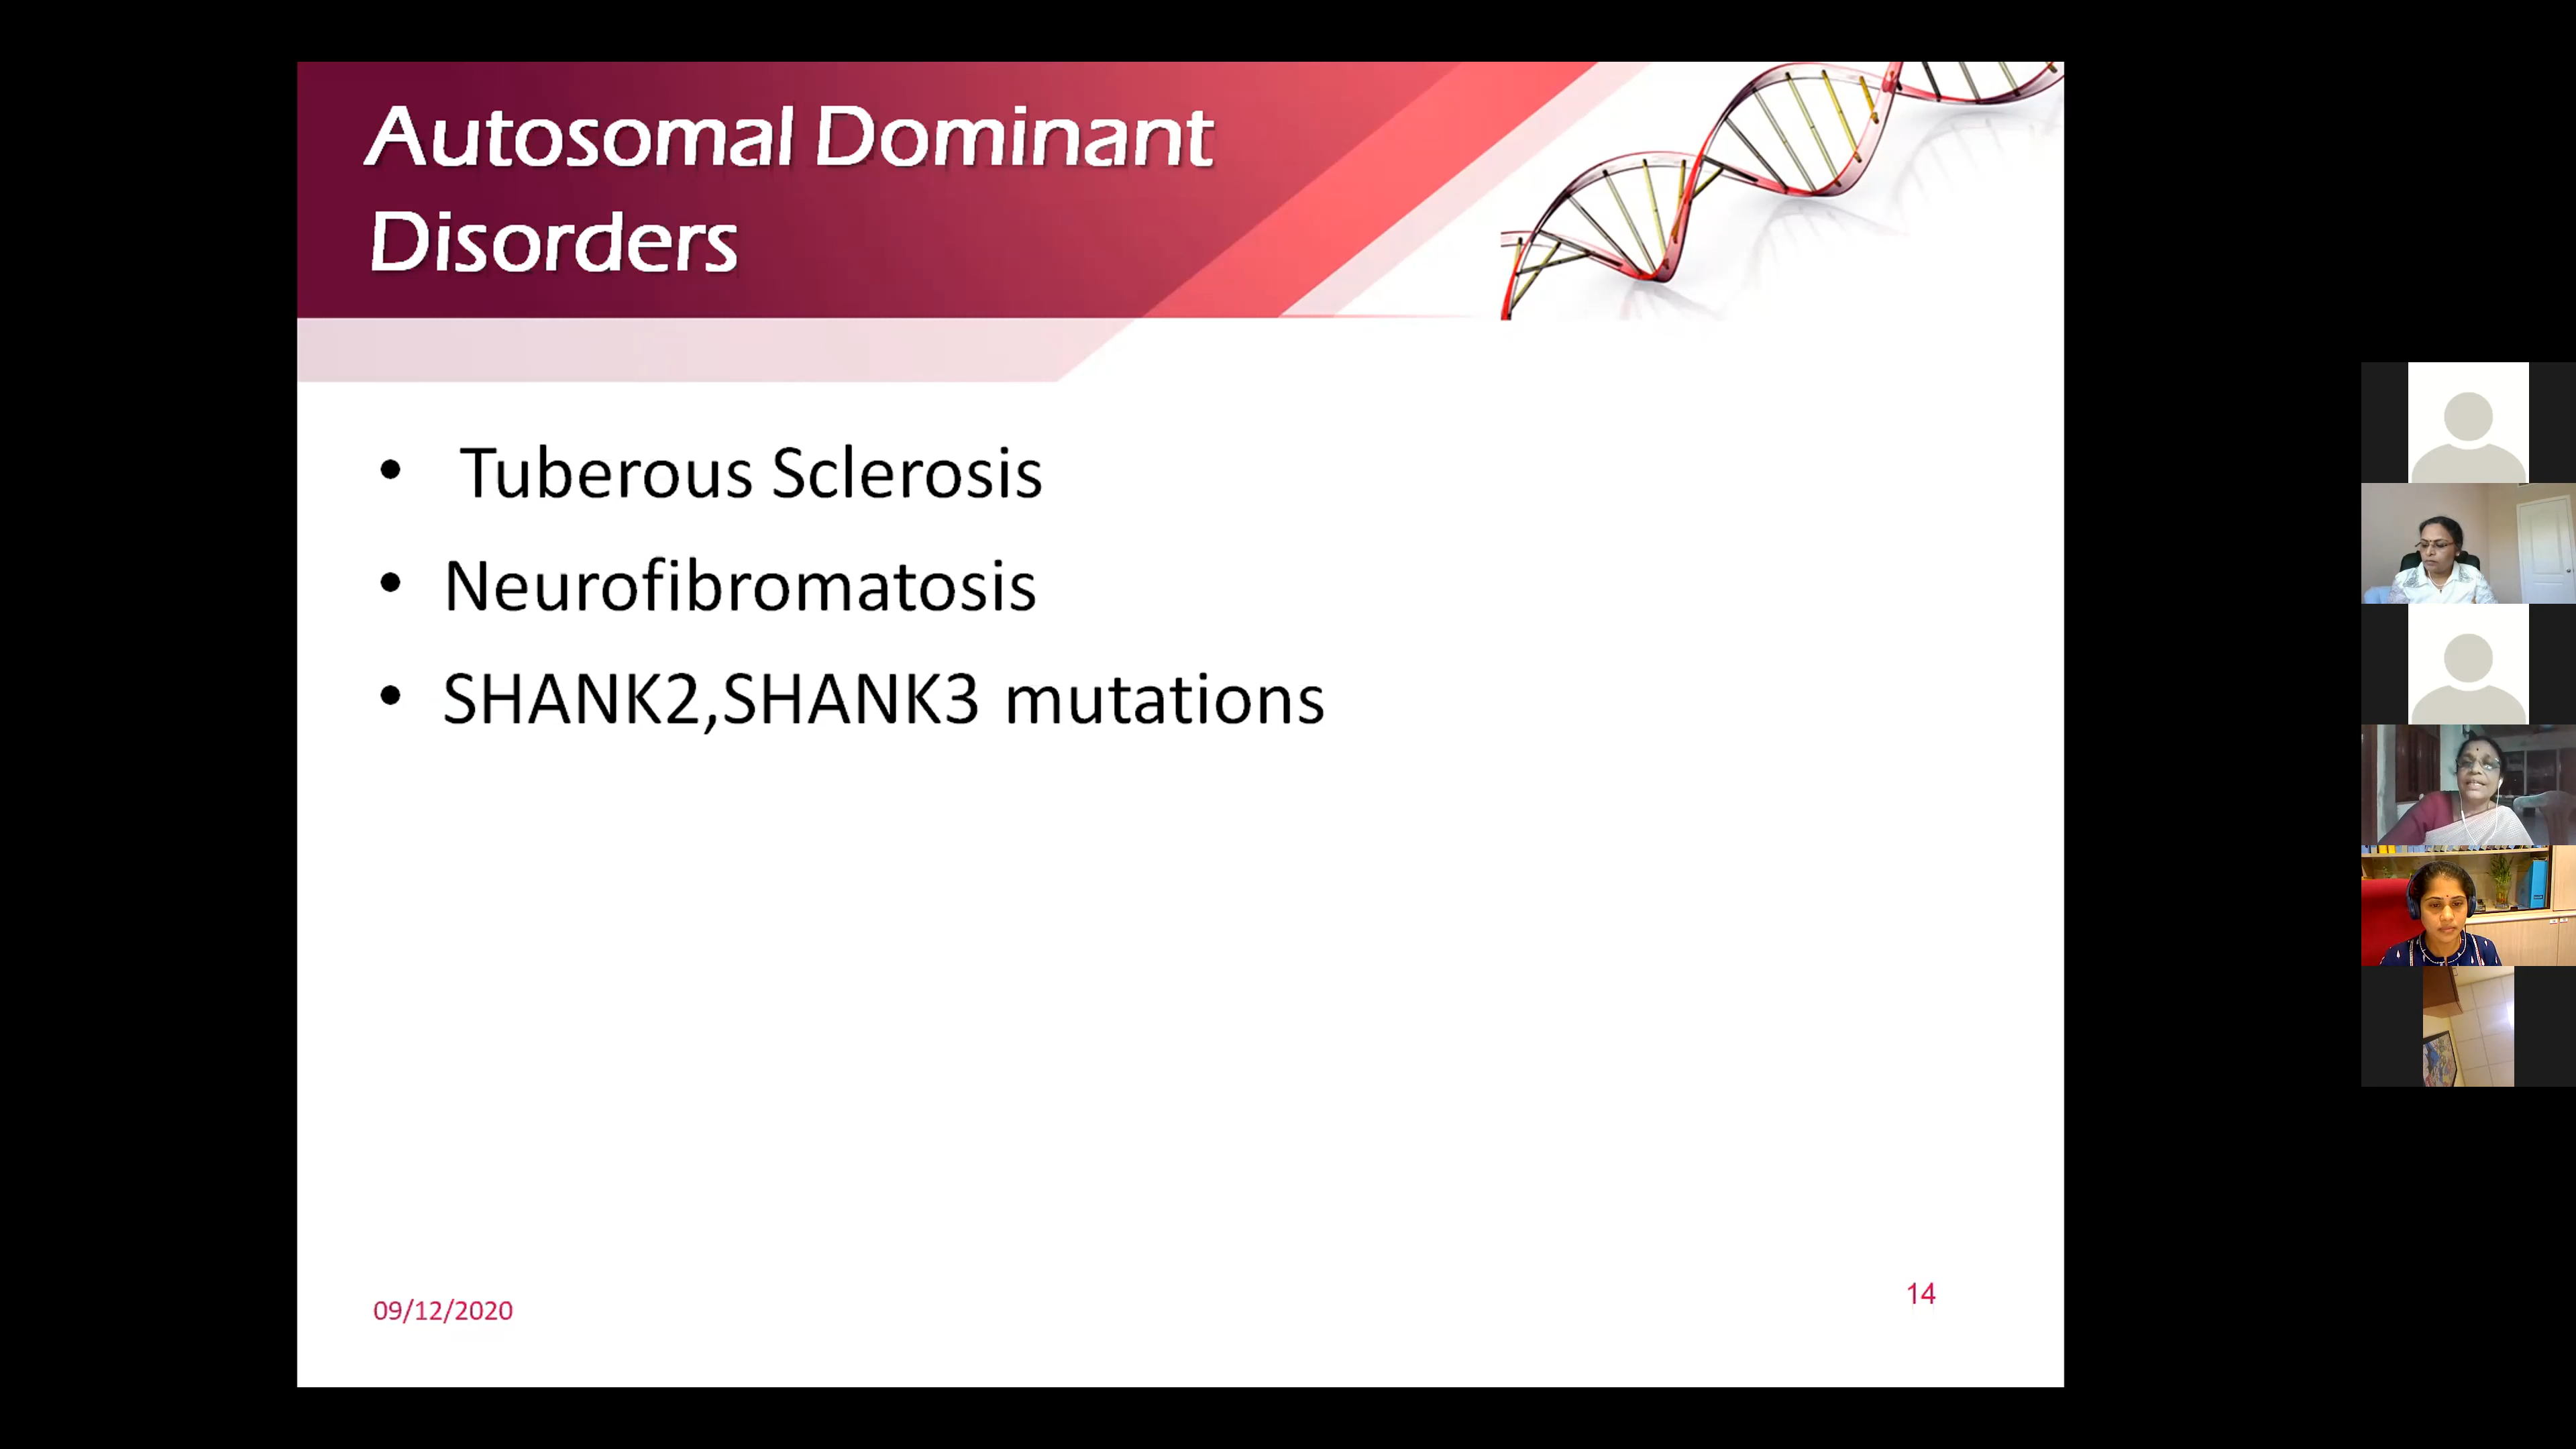 Autosomal Dominant
Disorders
• Tuberous Sclerosis
• Neurofibromatosis
• SHANK2,SHANK3 mutations
09/12/2020
14